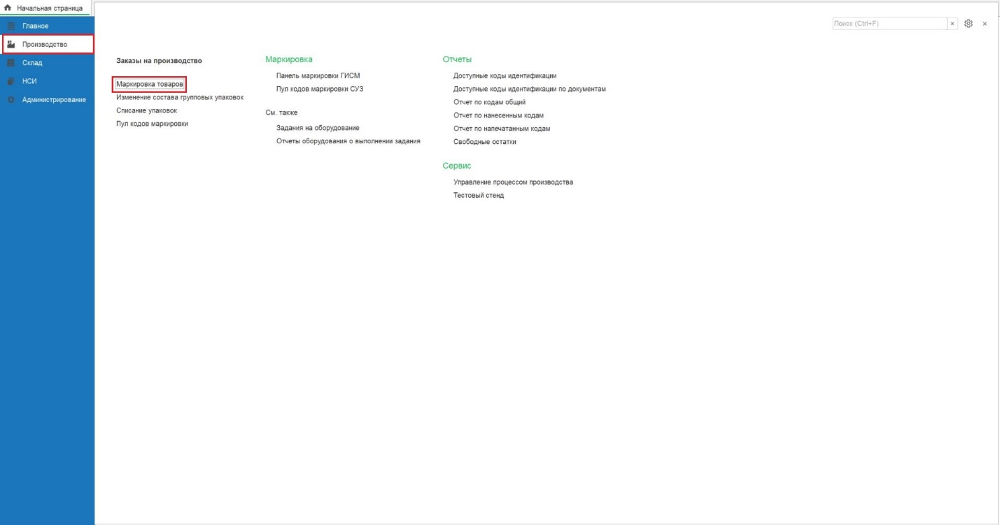 Начальная страница
Главное
Производство
Склад
НСИ
Администрирование
Поиск (Ctrl+F)
Заказы на производство
Маркировка товаров
Изменение состава групповых упаковок
Списание упаковок
Пул кодов маркировки
Маркировка
Панель маркировки ГИСМ
Пул кодов маркировки СУЗ
См. также
Задания на оборудование
Отчеты оборудования о выполнении задания
Отчеты
Доступные коды идентификации
Доступные коды идентификации по документам
Отчет по кодам общий
Отчет по нанесенным кодам
Отчет по напечатанным кодам
Свободные остатки
Сервис
Управление процессом производства
Тестовый стенд